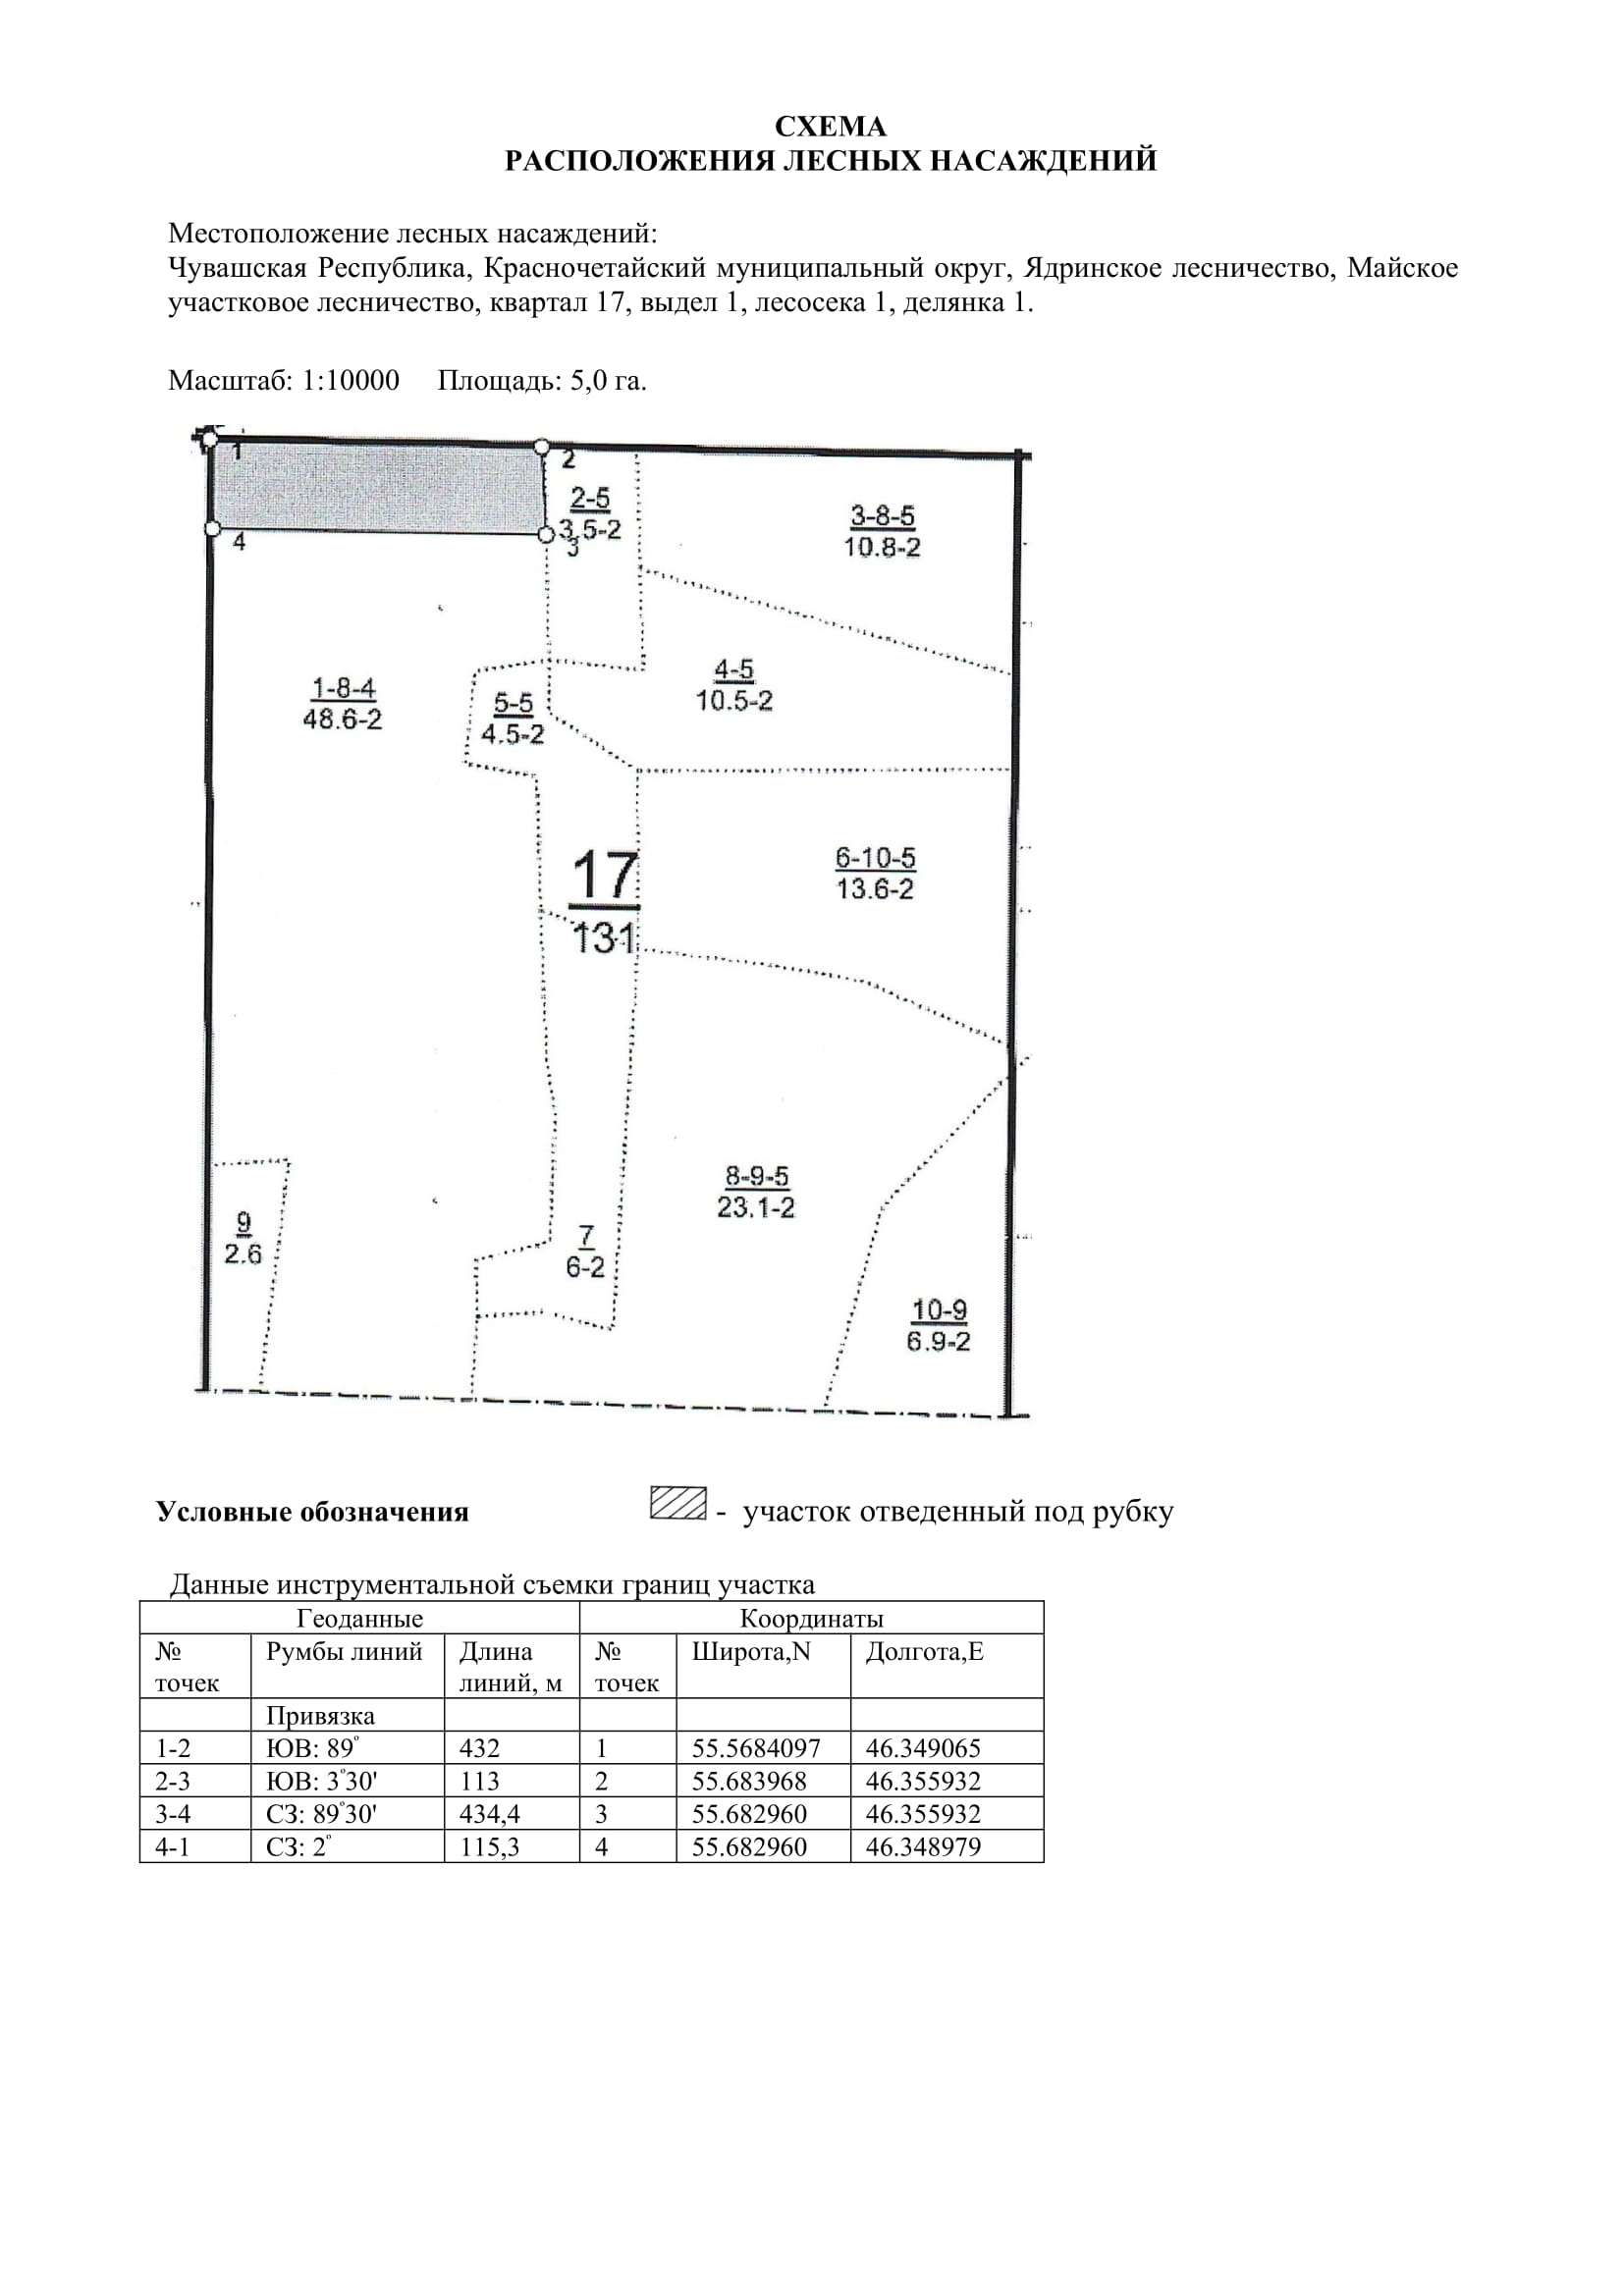 СХЕМА
РАСПОЛОЖЕНИЯ ЛЕСНЫХ НАСАЖДЕНИЙ
Местоположение лесных насаждений:
Чувашская Республика, Красночетайский муниципальный округ, Ядринское лесничество, Майское
участковое лесничество, квартал 17, выдел 1, лесосека 1, делянка 1.
Масштаб: 1:10000 Площадь: 5,0 га.
1
2
2-5
3,5-2
3
4
3-8-5
10.8-2
1-8-4
48.6-2
5-5
4.5-2
4-5
10.5-2
17
131
6-10-5
13.6-2
8-9-5
23.1-2
9
2.6
7
6-2
10-9
6.9-2
Условные обозначения - участок отведенный под рубку
Данные инструментальной съемки границ участка
Геоданные Координаты
№ точек Румбы линий Длина линий, м № точек Широта,N Долгота,E
Привязка
1-2 ЮВ: 89º 432 1 55.5684097 46.349065
2-3 ЮВ: 3º30' 113 2 55.683968 46.355932
3-4 СЗ: 89º30' 434,4 3 55.682960 46.355932
4-1 СЗ: 2º 115,3 4 55.682960 46.348979